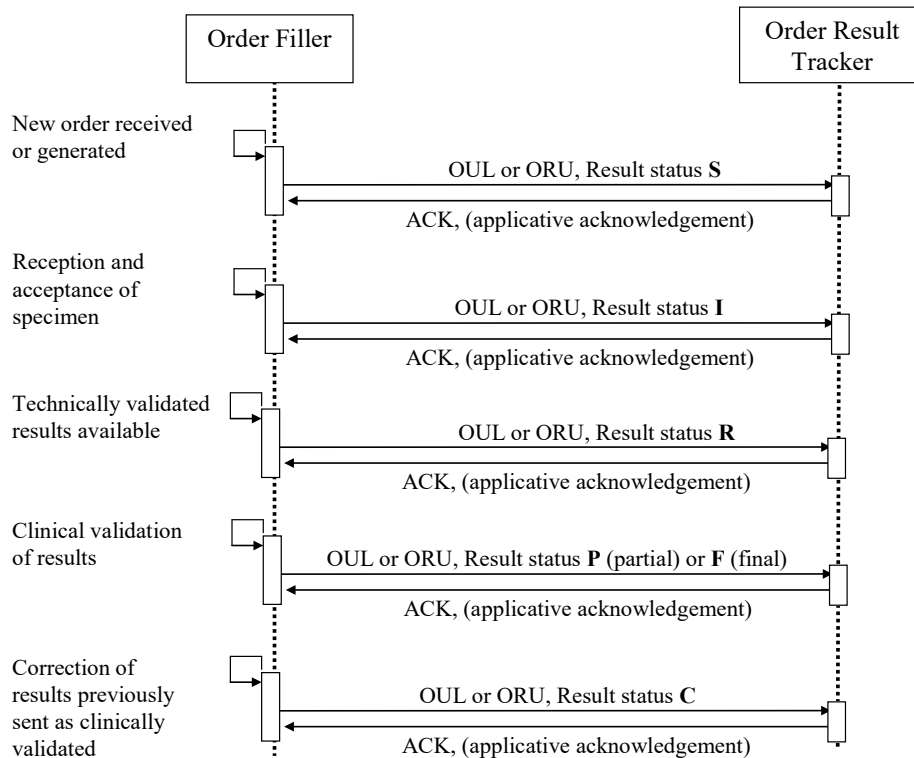 Order Filler
Order Result
Tracker
New order received
or generated
OUL or ORU, Result status S
ACK, (applicative acknowledgement)
Reception and
acceptance of
specimen
OUL or ORU, Result status I
ACK, (applicative acknowledgement)
Technically validated
results available
OUL or ORU, Result status R
ACK, (applicative acknowledgement)
Clinical validation
of results
OUL or ORU, Result status P (partial) or F (final)
ACK, (applicative acknowledgement)
Correction of
results previously
sent as clinically
validated
OUL or ORU, Result status C
ACK, (applicative acknowledgement)